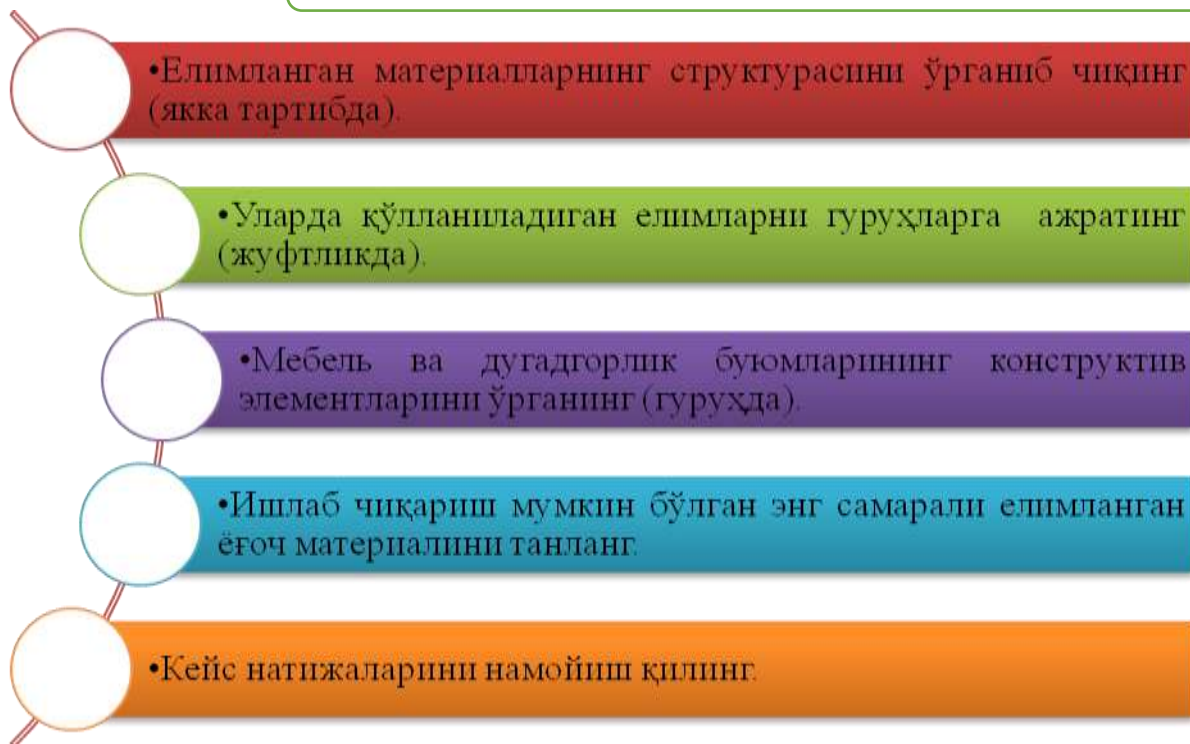 •Елимланган материалларнинг структурасини ўрганиб чиқинг
(якка тартибда).
•Уларда қўлланиладиган елимларни гуруҳларга ажратинг
(жуфтликда).
•Мебель ва дугадгорлик буюмларининг конструктив
элементларини ўрганинг (гуруҳда).
•Ишлаб чиқариш мумкин бўлган энг самарали елимланган
ёғоч материалини танланг.
•Кейс натижаларини намойиш қилинг.